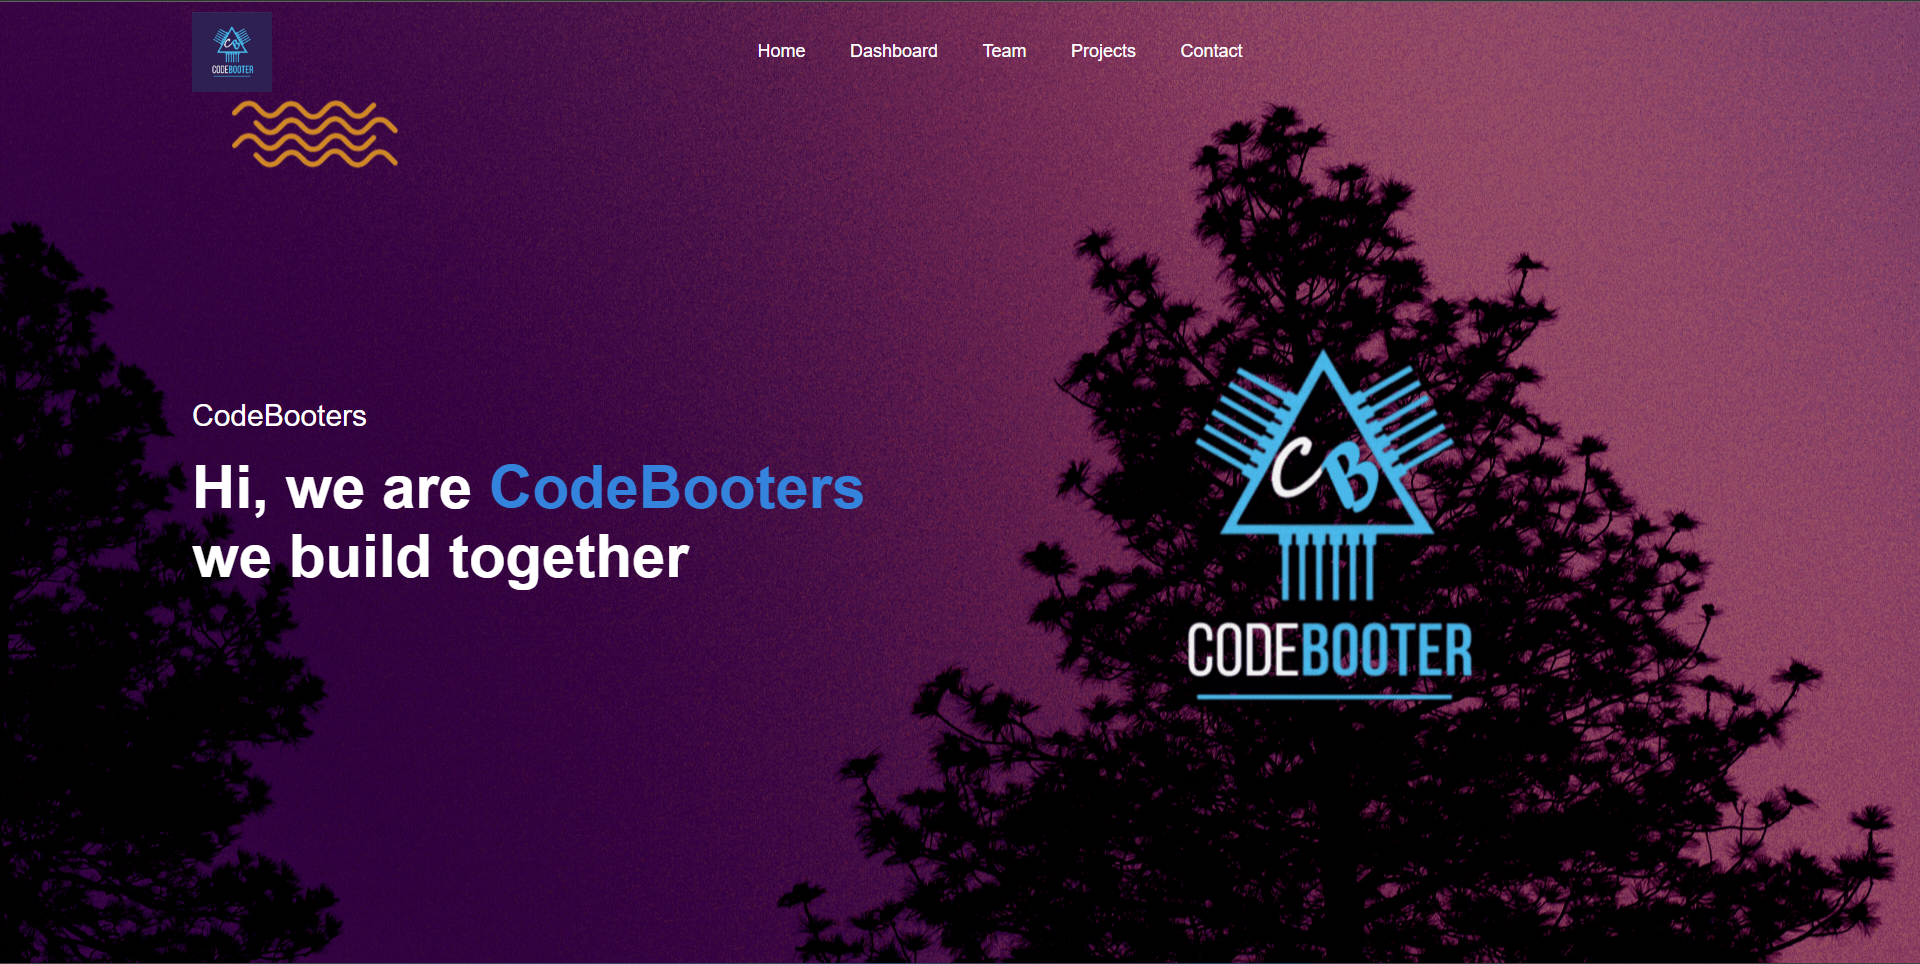 CB
CODEBOOTER
Home Dashboard Team Projects Contact
CodeBooters
Hi, we are CodeBooters
we build together
CB
CODEBOOTER